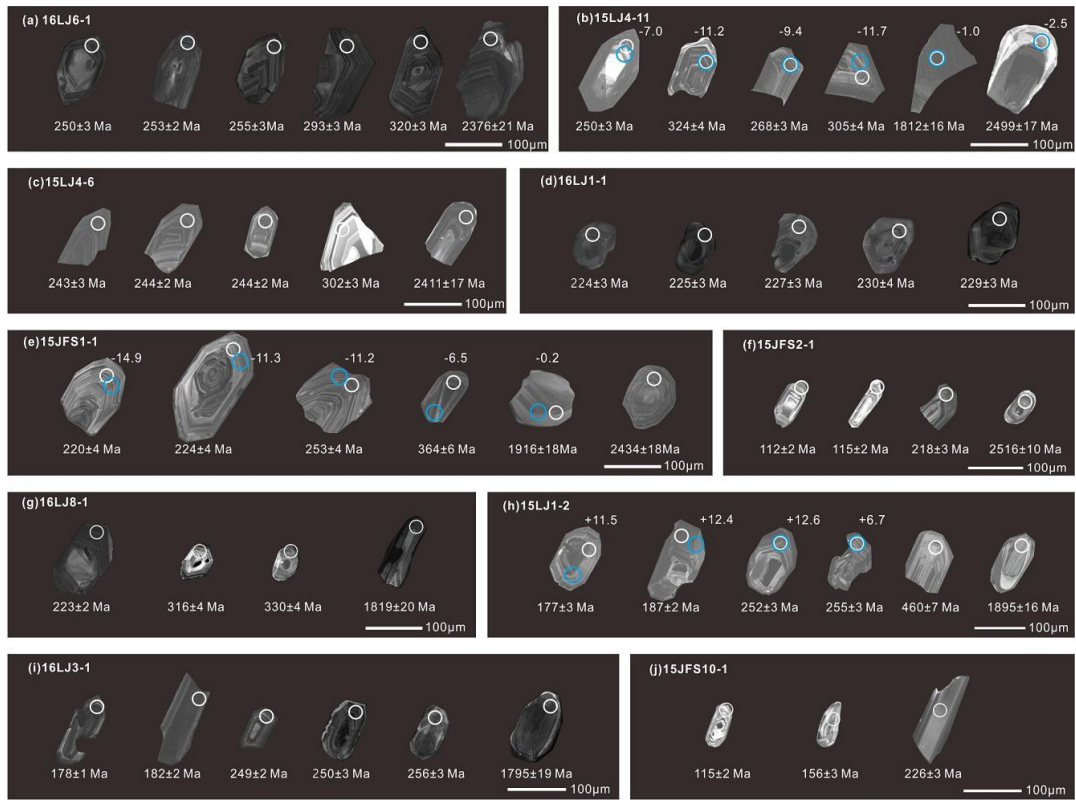 (a) 16LJ6-1
250±3 Ma 253±2 Ma 255±3Ma 293±3 Ma 320±3 Ma 2376±21 Ma
100μm
(b)15LJ4-11
-7.0 -11.2 -9.4 -11.7 -1.0 -2.5
250±3 Ma 324±4 Ma 268±3 Ma 305±4 Ma 1812±16 Ma 2499±17 Ma
100μm
(c)15LJ4-6
243±3 Ma 244±2 Ma 244±2 Ma 302±3 Ma 2411±17 Ma
100μm
(d)16LJ1-1
224±3 Ma 225±3 Ma 227±3 Ma 230±4 Ma 229±3 Ma
100μm
(e)15JFS1-1
-14.9 -11.3 -11.2 -6.5 -0.2
220±4 Ma 224±4 Ma 253±4 Ma 364±6 Ma 1916±18Ma 2434±18Ma
100μm
(f)15JFS2-1
112±2 Ma 115±2 Ma 218±3 Ma 2516±10 Ma
100μm
(g)16LJ8-1
223±2 Ma 316±4 Ma 330±4 Ma 1819±20 Ma
100μm
(h)15LJ1-2
+11.5 +12.4 +12.6 +6.7
177±3 Ma 187±2 Ma 252±3 Ma 255±3 Ma 460±7 Ma 1895±16 Ma
100μm
(i)16LJ3-1
178±1 Ma 182±2 Ma 249±2 Ma 250±3 Ma 256±3 Ma 1795±19 Ma
100μm
(j)15JFS10-1
115±2 Ma 156±3 Ma 226±3 Ma
100μm